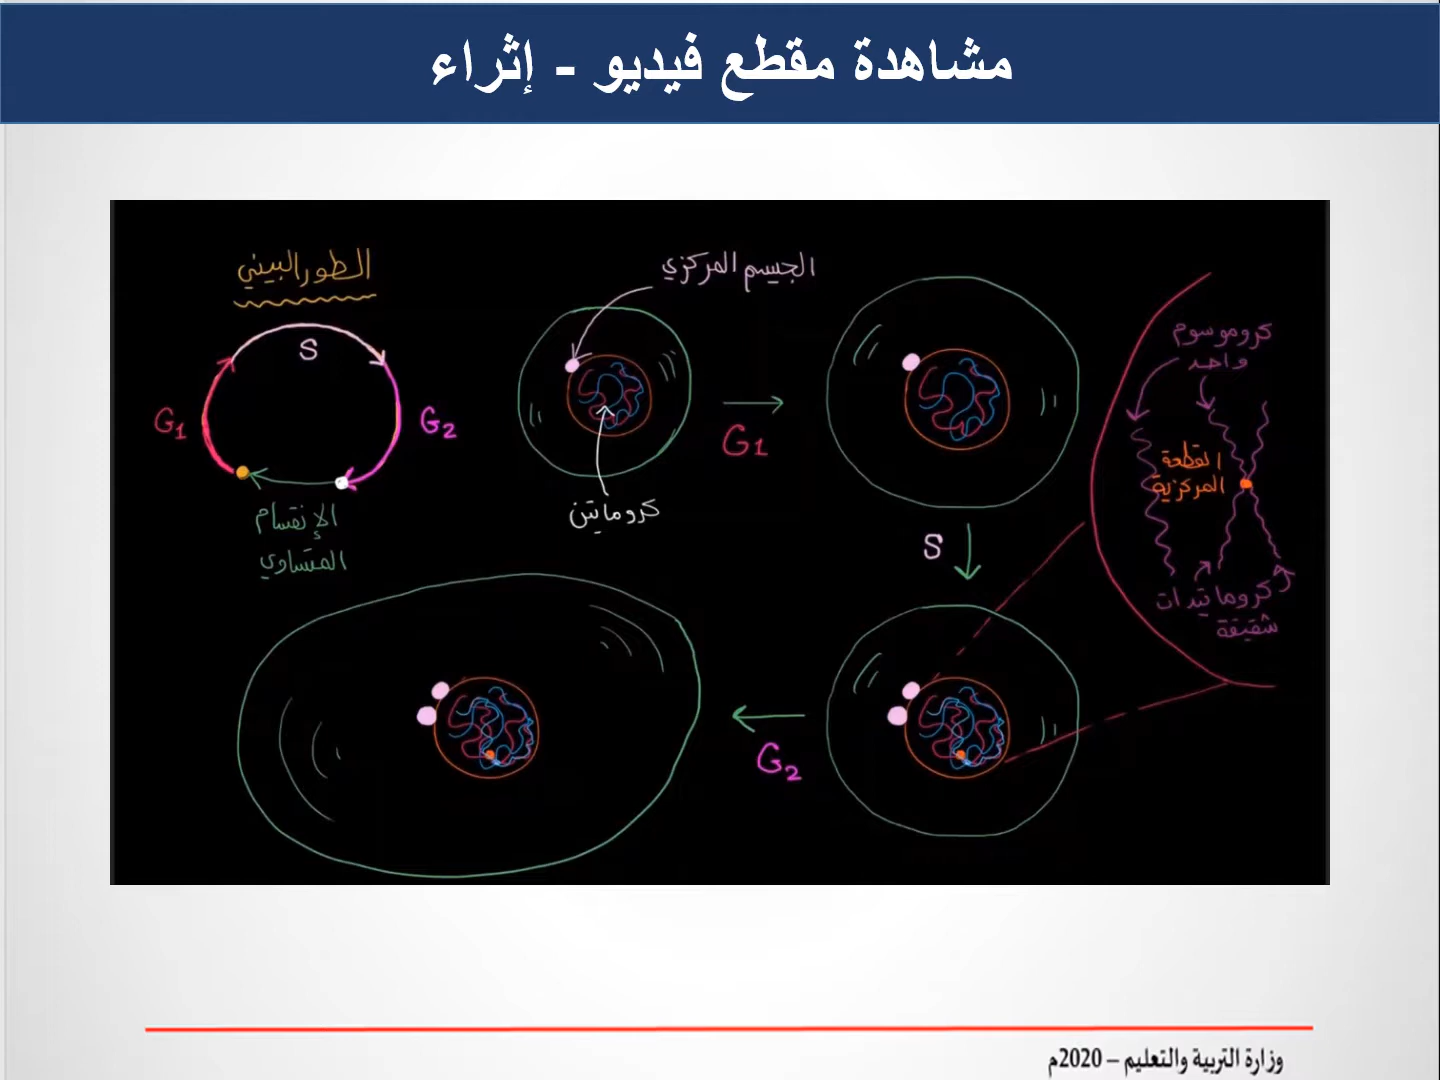 مشاهدة مقطع فيديو - إثراء
الطور البيني
S
G1
G2
الإنقسام
المتساوي
الجسيم المركزي
كروماتين
G1
S
G2
كروموسوم
واحد
القطعة
المركزية
كروماتيدات
شقيقة
وزارة التربية والتعليم – 2020م